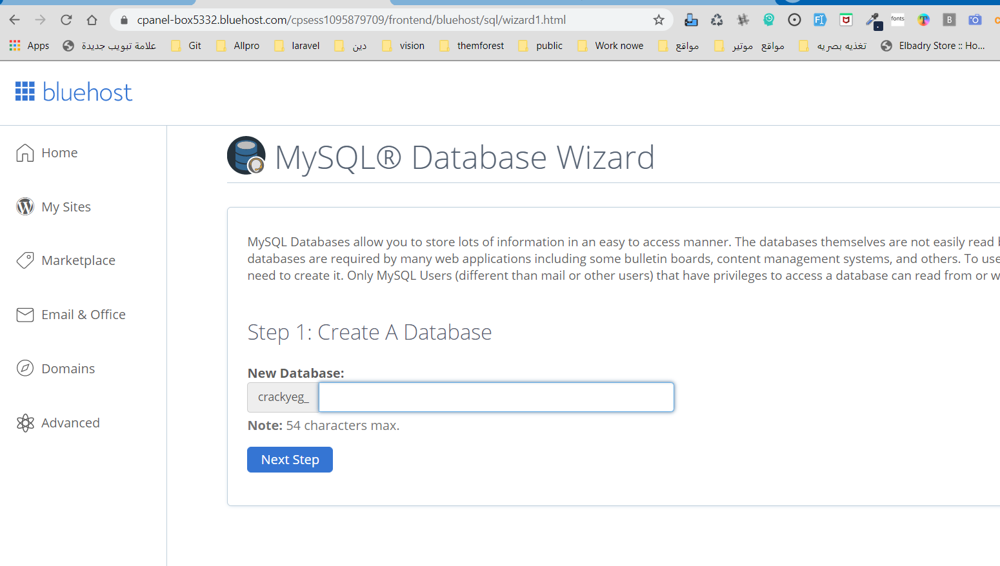 cpanel-box5332.bluehost.com/cpsess1095879709/frontend/bluehost/sql/wizard1.html
fonts
B
Apps علامة تبويب جديدة Git Allpro laravel دين vision themforest public Work nowe مواقع مواقع موتير تغذيه بصريه Elbadry Store :: Ho...
bluehost
Home
My Sites
Marketplace
Email & Office
Domains
Advanced
MySQL® Database Wizard
MySQL Databases allow you to store lots of information in an easy to access manner. The databases themselves are not easily read
databases are required by many web applications including some bulletin boards, content management systems, and others. To use
need to create it. Only MySQL Users (different than mail or other users) that have privileges to access a database can read from or
Step 1: Create A Database
New Database:
crackyeg_
Note: 54 characters max.
Next Step